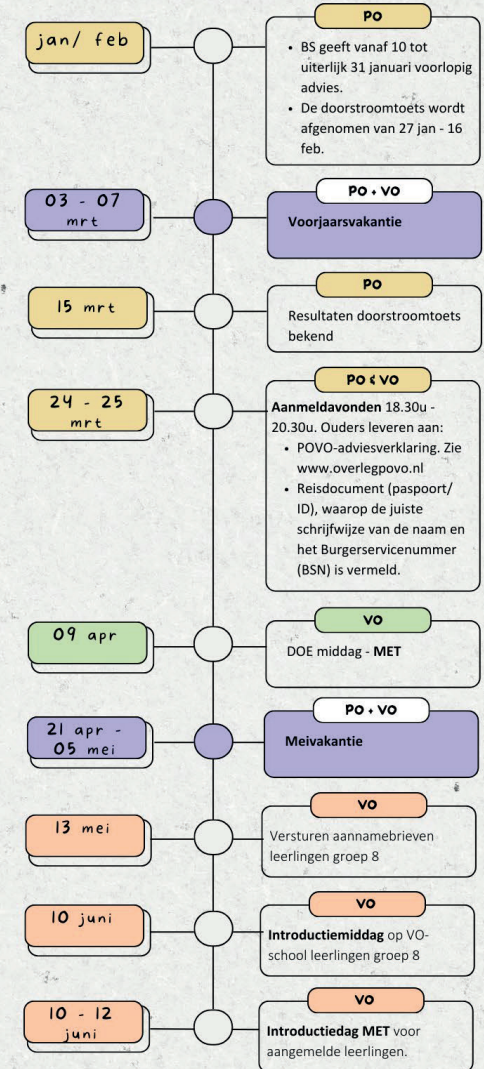 jan/ feb
PO
• BS geeft vanaf 10 tot
uiterlijk 31 januari voorlopig
advies.
• De doorstroomtoets wordt
afgenomen van 27 jan - 16
feb.
03 - 07
mrt
PO + VO
Voorjaarsvakantie
15 mrt
PO
Resultaten doorstroomtoets
bekend
24 - 25
mrt
PO & VO
Aanmeldavonden 18.30u -
20.30u. Ouders leveren aan:
• POVO-adviesverklaring. Zie
www.overlegpovo.nl
• Reisdocument (paspoort/
ID), waarop de juiste
schrijfwijze van de naam en
het Burgerservicenummer
(BSN) is vermeld.
09 apr
VO
DOE middag - MET
21 apr -
05 mei
PO + VO
Meivakantie
13 mei
VO
Versturen aannamebrieven
leerlingen groep 8
10 juni
VO
Introductiemiddag op VO-
school leerlingen groep 8
10 - 12
juni
VO
Introductiedag MET voor
aangemelde leerlingen.